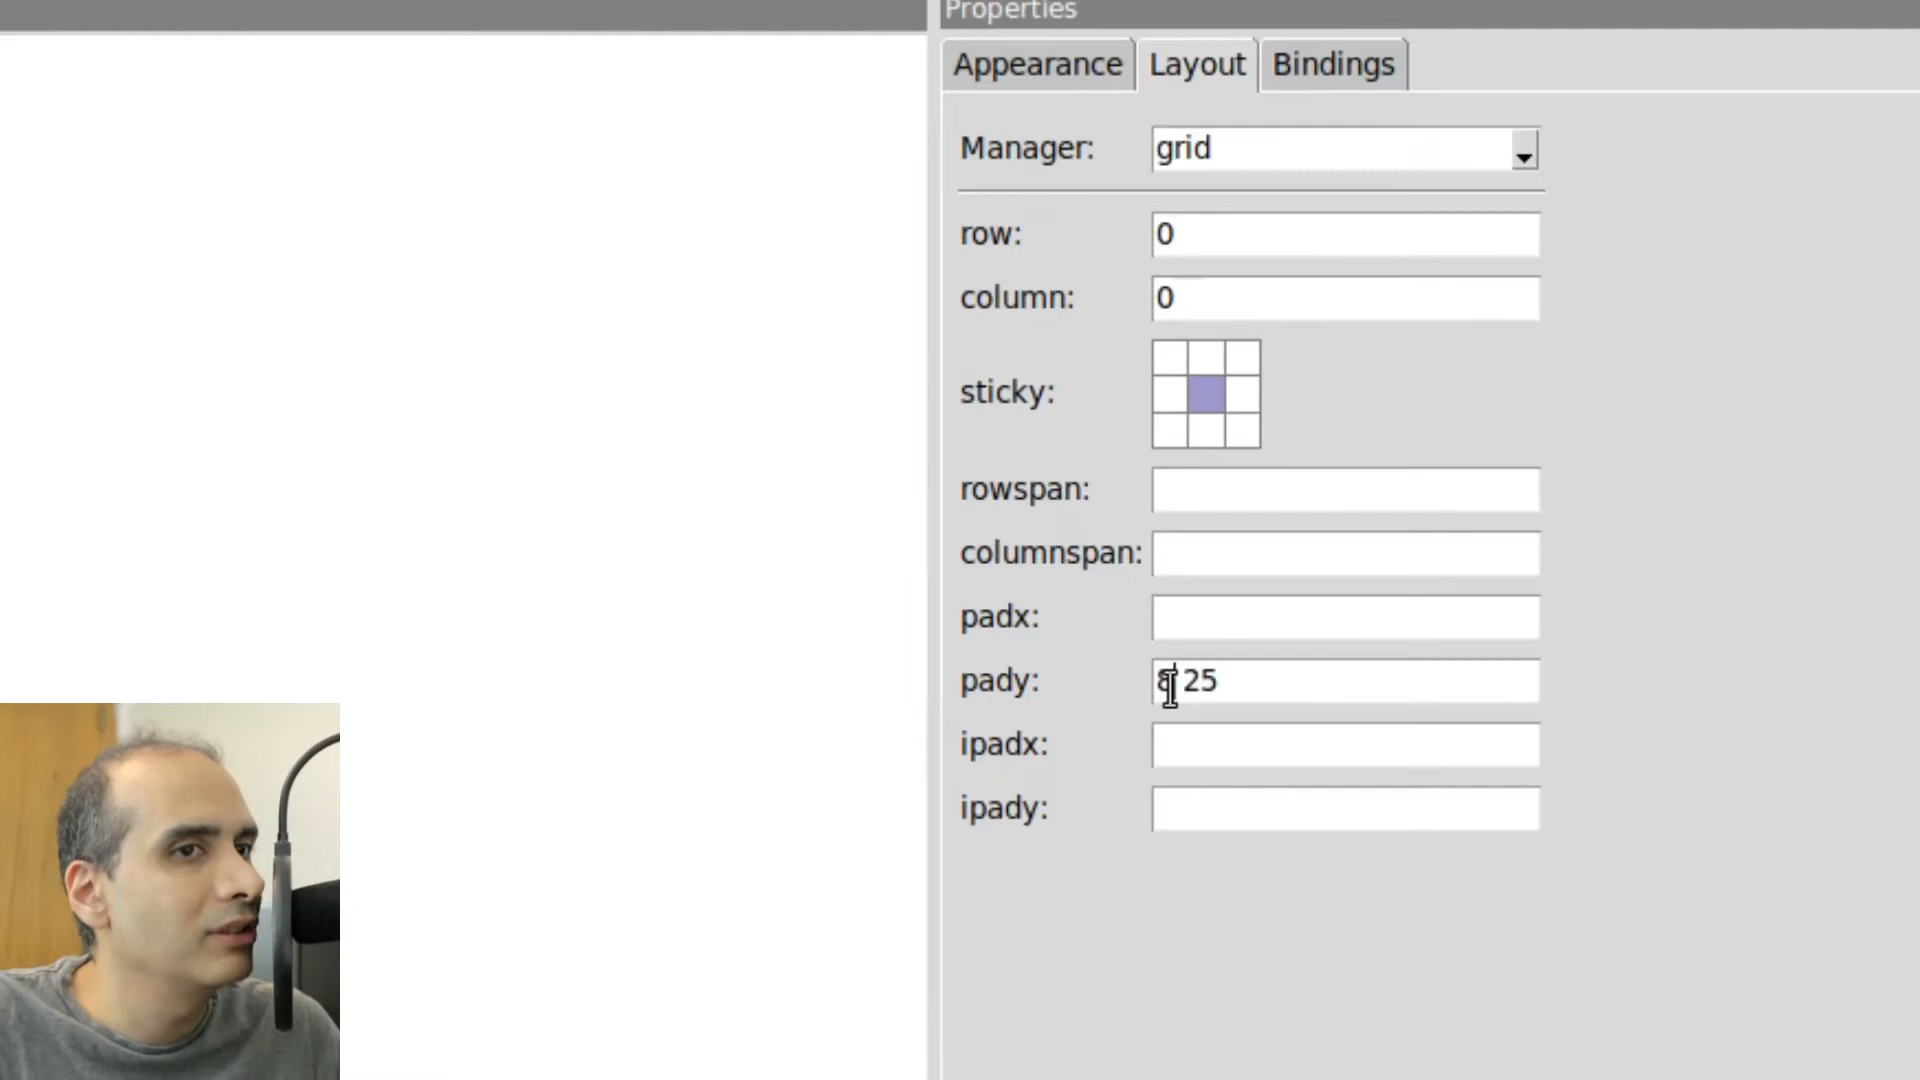 Properties
Appearance Layout Bindings
Manager: grid
row: 0
column: 0
sticky:
rowspan:
columnspan:
padx:
pady: 25
ipadx:
ipady: